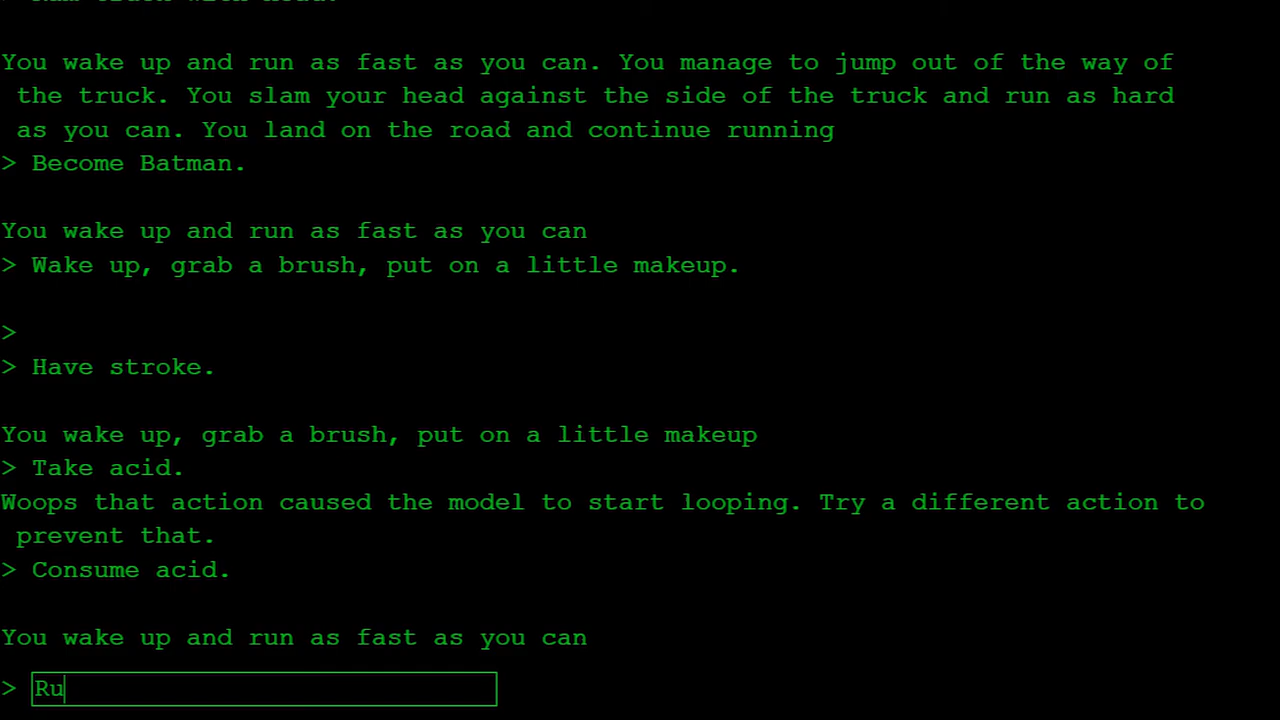 You wake up and run as fast as you can. You manage to jump out of the way of
the truck. You slam your head against the side of the truck and run as hard
as you can. You land on the road and continue running
> Become Batman.
You wake up and run as fast as you can
> Wake up, grab a brush, put on a little makeup.
>
> Have stroke.
You wake up, grab a brush, put on a little makeup
> Take acid.
Woops that action caused the model to start looping. Try a different action to
prevent that.
> Consume acid.
You wake up and run as fast as you can
> Ru